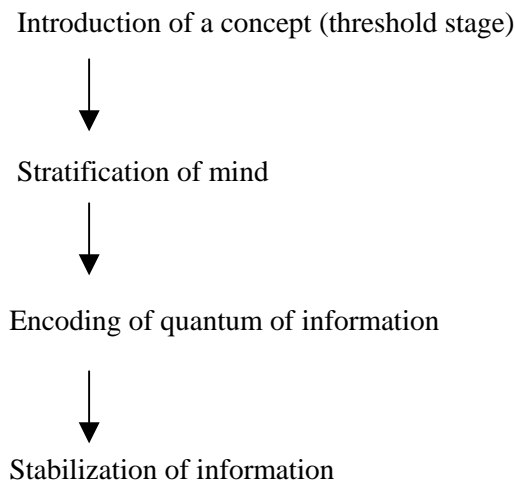 Introduction of a concept (threshold stage)
Stratification of mind
Encoding of quantum of information
Stabilization of information